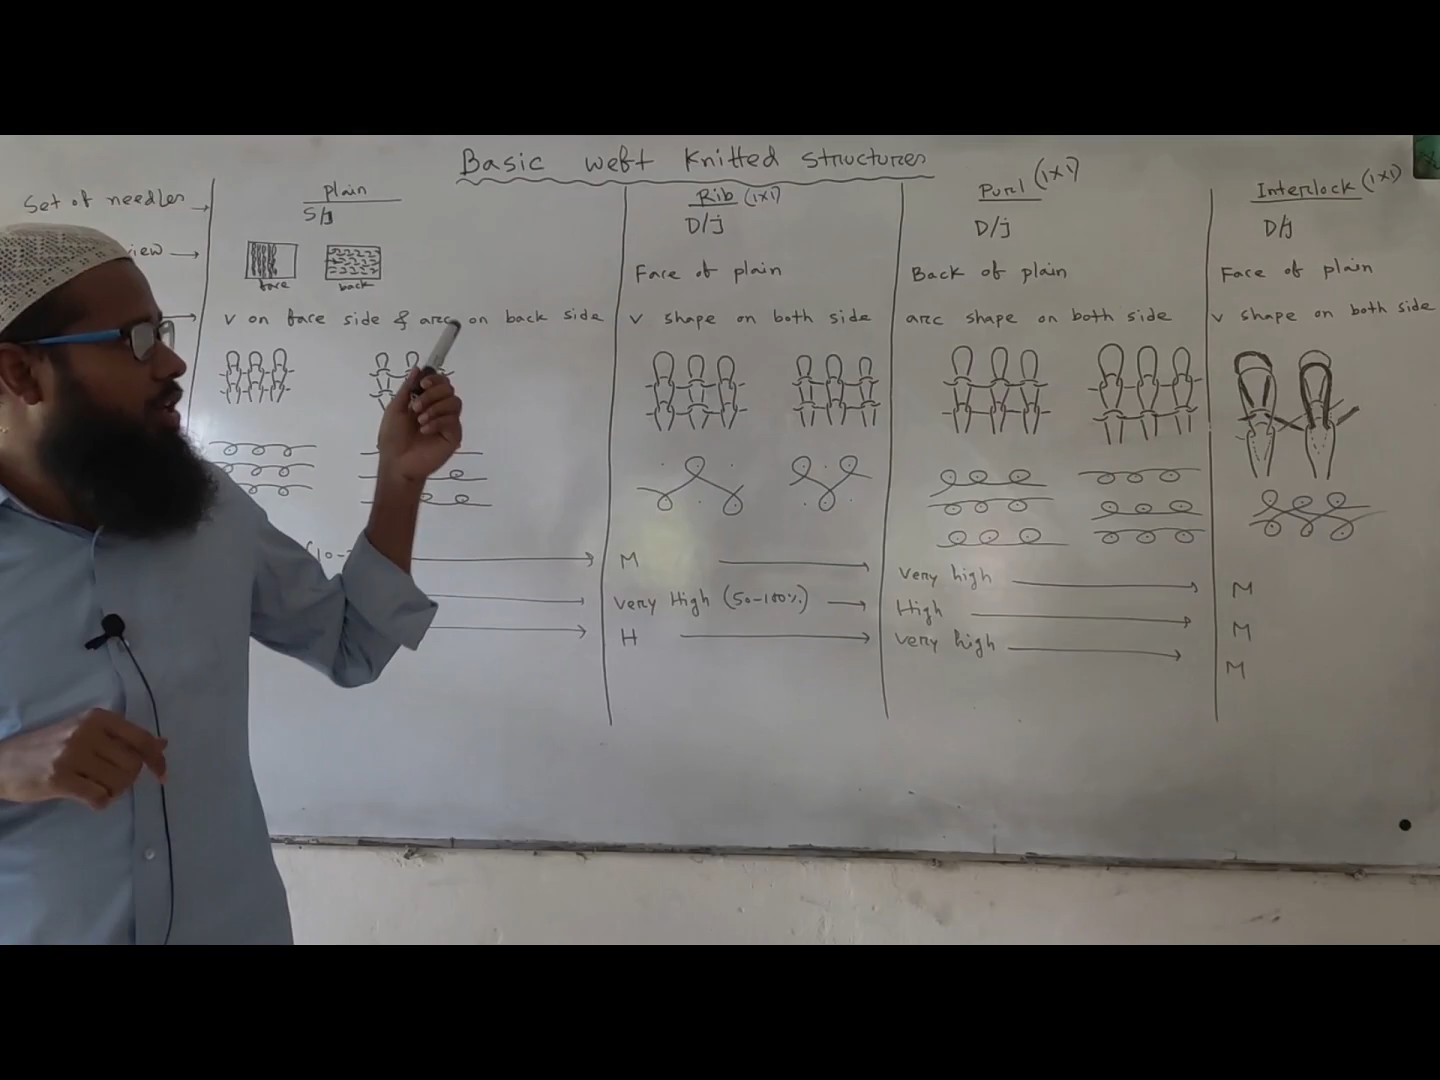 Basic weft Knitted structures
Set of needles
plain
Rib (1x1)
Purl (1x1)
Interlock (1x1)
S/j
D/j
D/j
D/j
view
face
back
Face of plain
Back of plain
Face of plain
v on face side & arc on back side
v shape on both side
arc shape on both side
v shape on both side
M
very high
M
very High (50-100%)
High
M
H
very high
M